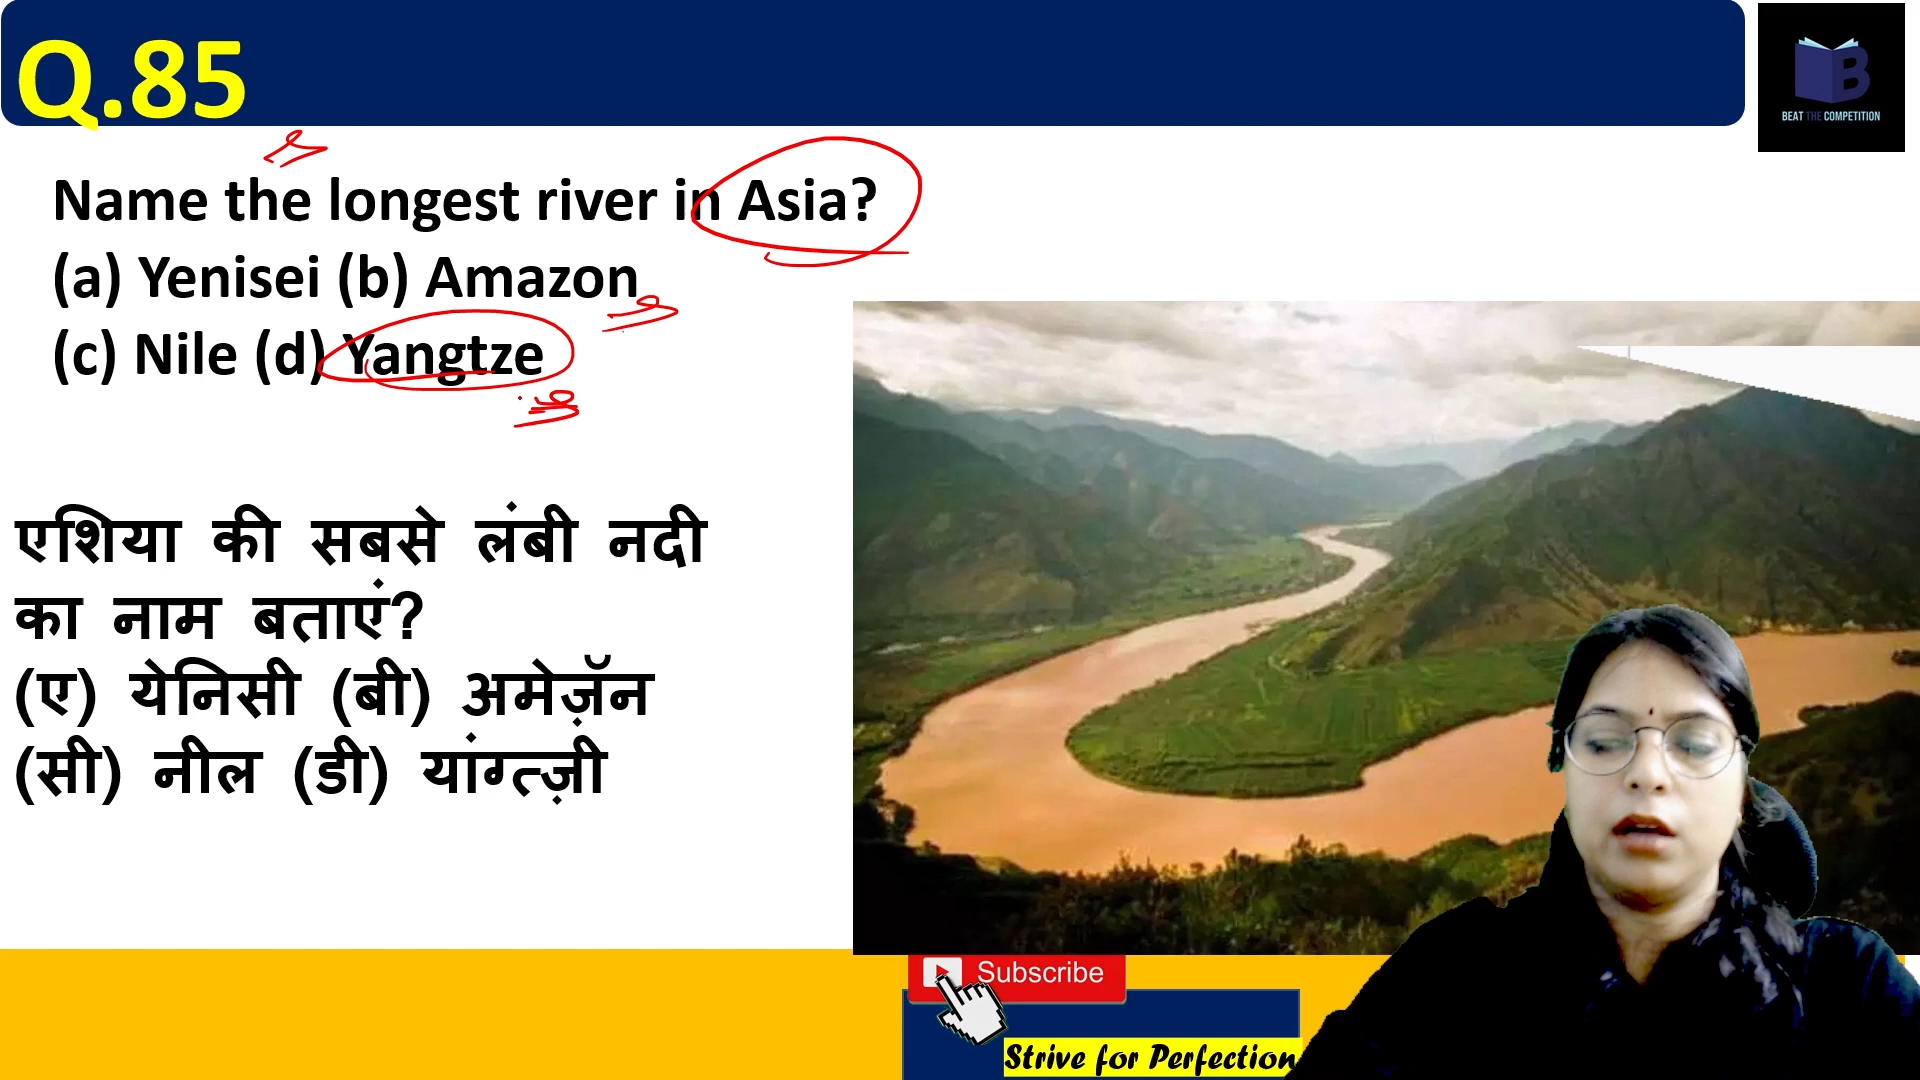 Q.85
BEAT THE COMPETITION
Name the longest river in Asia?
(a) Yenisei (b) Amazon
(c) Nile (d) Yangtze
एशिया की सबसे लंबी नदी
का नाम बताएं?
(ए) येनिसी (बी) अमेज़ॅन
(सी) नील (डी) यांग्त्ज़ी
Subscribe
Strive for Perfection